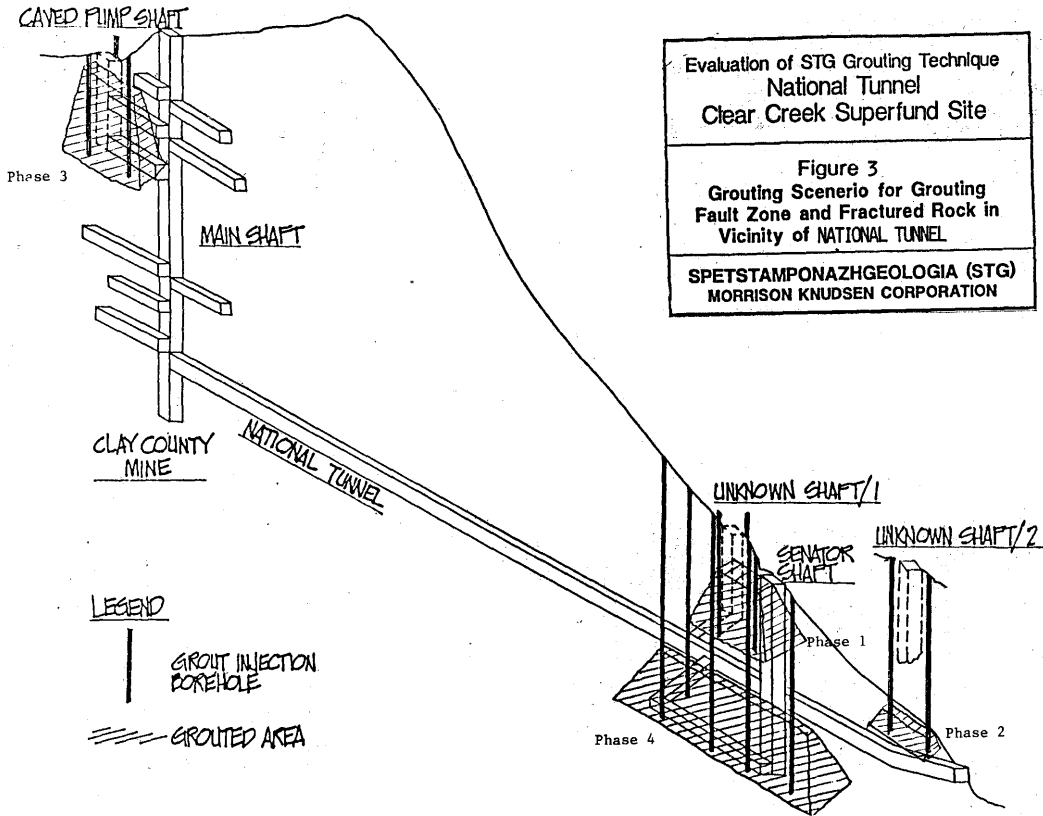 CAVED PUMP SHAFT
Evaluation of STG Grouting Technique
National Tunnel
Clear Creek Superfund Site
Figure 3
Grouting Scenerio for Grouting
Fault Zone and Fractured Rock in
Vicinity of NATIONAL TUNNEL
SPETSTAMPONAZHGEOLOGIA (STG)
MORRISON KNUDSEN CORPORATION
Phase 3
MAIN SHAFT
CLAY COUNTY
MINE
NATIONAL TUNNEL
UNKNOWN SHAFT/1
UNKNOWN SHAFT/2
SENATOR
SHAFT
Phase 1
Phase 2
Phase 4
LEGEND
GROUT INJECTION
BOREHOLE
GROUTED AREA